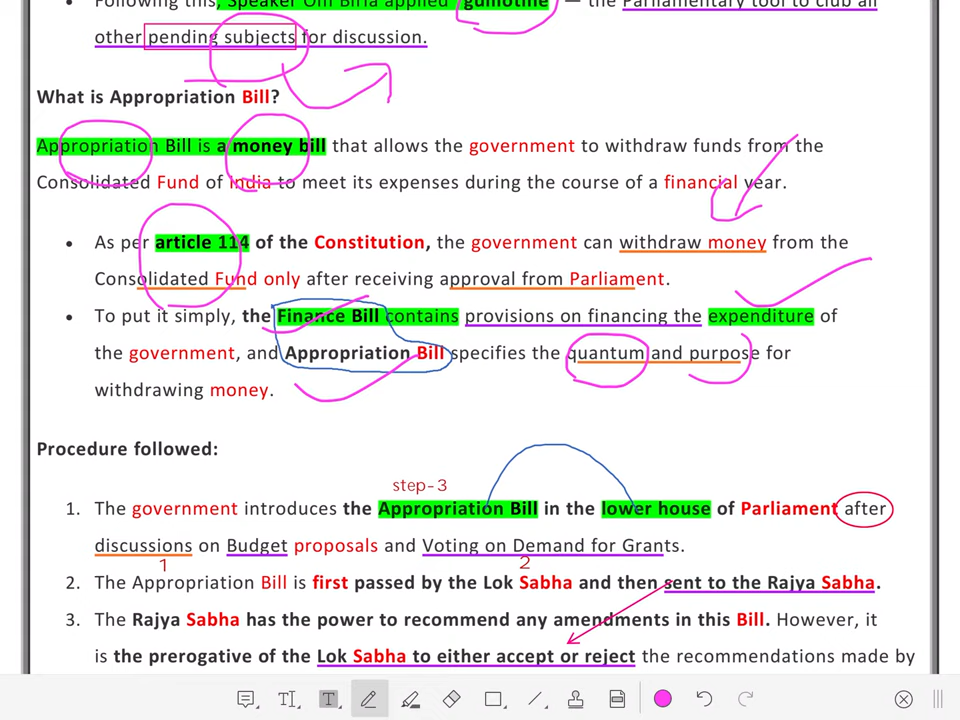 • Following this, Speaker Om Birla applied guillotine — the Parliamentary tool to club all
other pending subjects for discussion.
What is Appropriation Bill?
Appropriation Bill is a money bill that allows the government to withdraw funds from the
Consolidated Fund of India to meet its expenses during the course of a financial year.
• As per article 114 of the Constitution, the government can withdraw money from the
Consolidated Fund only after receiving approval from Parliament.
• To put it simply, the Finance Bill contains provisions on financing the expenditure of
the government, and Appropriation Bill specifies the quantum and purpose for
withdrawing money.
Procedure followed:
step-3
1. The government introduces the Appropriation Bill in the lower house of Parliament after
discussions on Budget proposals and Voting on Demand for Grants.
1 2
2. The Appropriation Bill is first passed by the Lok Sabha and then sent to the Rajya Sabha.
3. The Rajya Sabha has the power to recommend any amendments in this Bill. However, it
is the prerogative of the Lok Sabha to either accept or reject the recommendations made by
T T